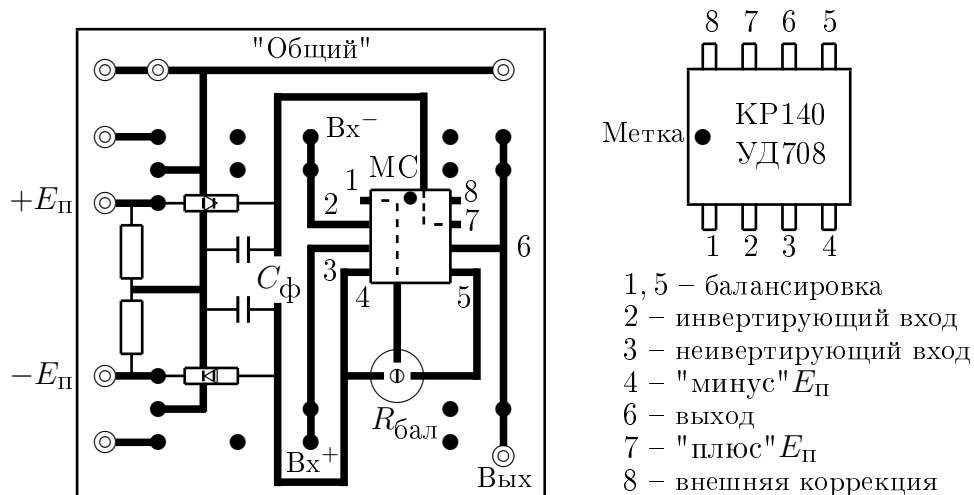 "Общий"
Вх⁻
МС
1
8
2
7
+Eп
6
3
Cф
4
5
−Eп
Rбал
Вх⁺
Вых
8 7 6 5
КР140
Метка
УД708
1 2 3 4
1, 5 – балансировка
2 – инвертирующий вход
3 – неивертирующий вход
4 – "минус"Eп
6 – выход
7 – "плюс"Eп
8 – внешняя коррекция